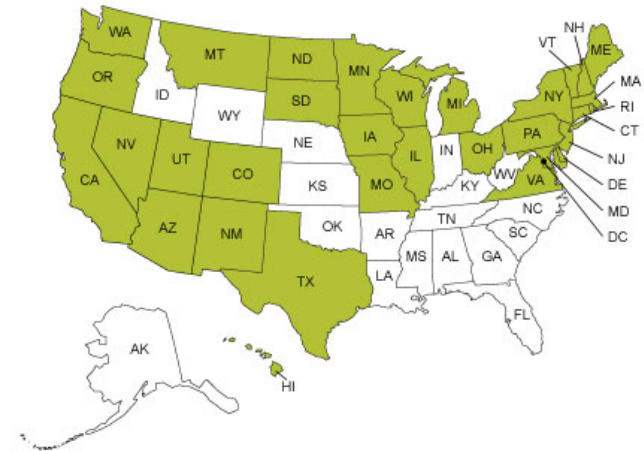 WA
MT
ND
MN
OR
ID
SD
WI
MI
WY
NV
UT
CO
NE
IA
IL
IN
OH
CA
KS
MO
KY
WV
VA
PA
NY
VT
NH
ME
MA
RI
CT
NJ
DE
MD
DC
AZ
NM
OK
AR
TN
NC
SC
TX
LA
MS
AL
GA
FL
AK
HI